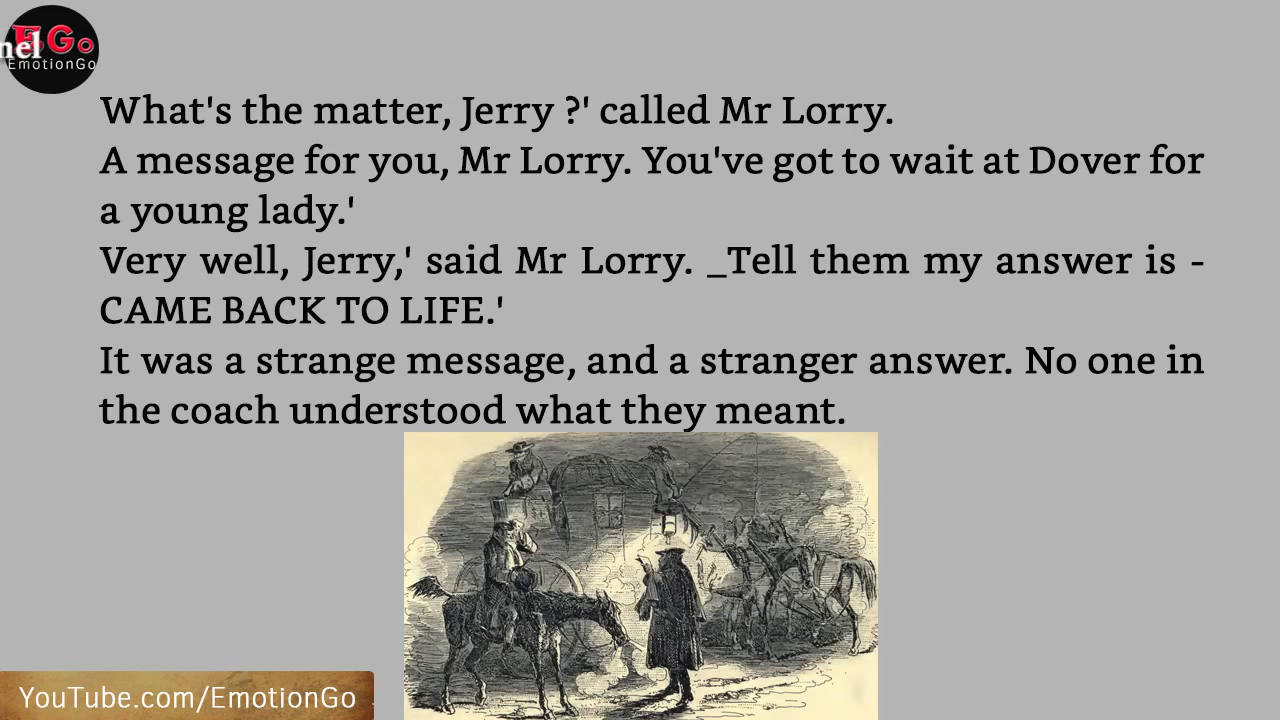 nel
EGo
EmotionGo
What's the matter, Jerry ?' called Mr Lorry.
A message for you, Mr Lorry. You've got to wait at Dover for
a young lady.'
Very well, Jerry,' said Mr Lorry. _Tell them my answer is -
CAME BACK TO LIFE.'
It was a strange message, and a stranger answer. No one in
the coach understood what they meant.
YouTube.com/EmotionGo